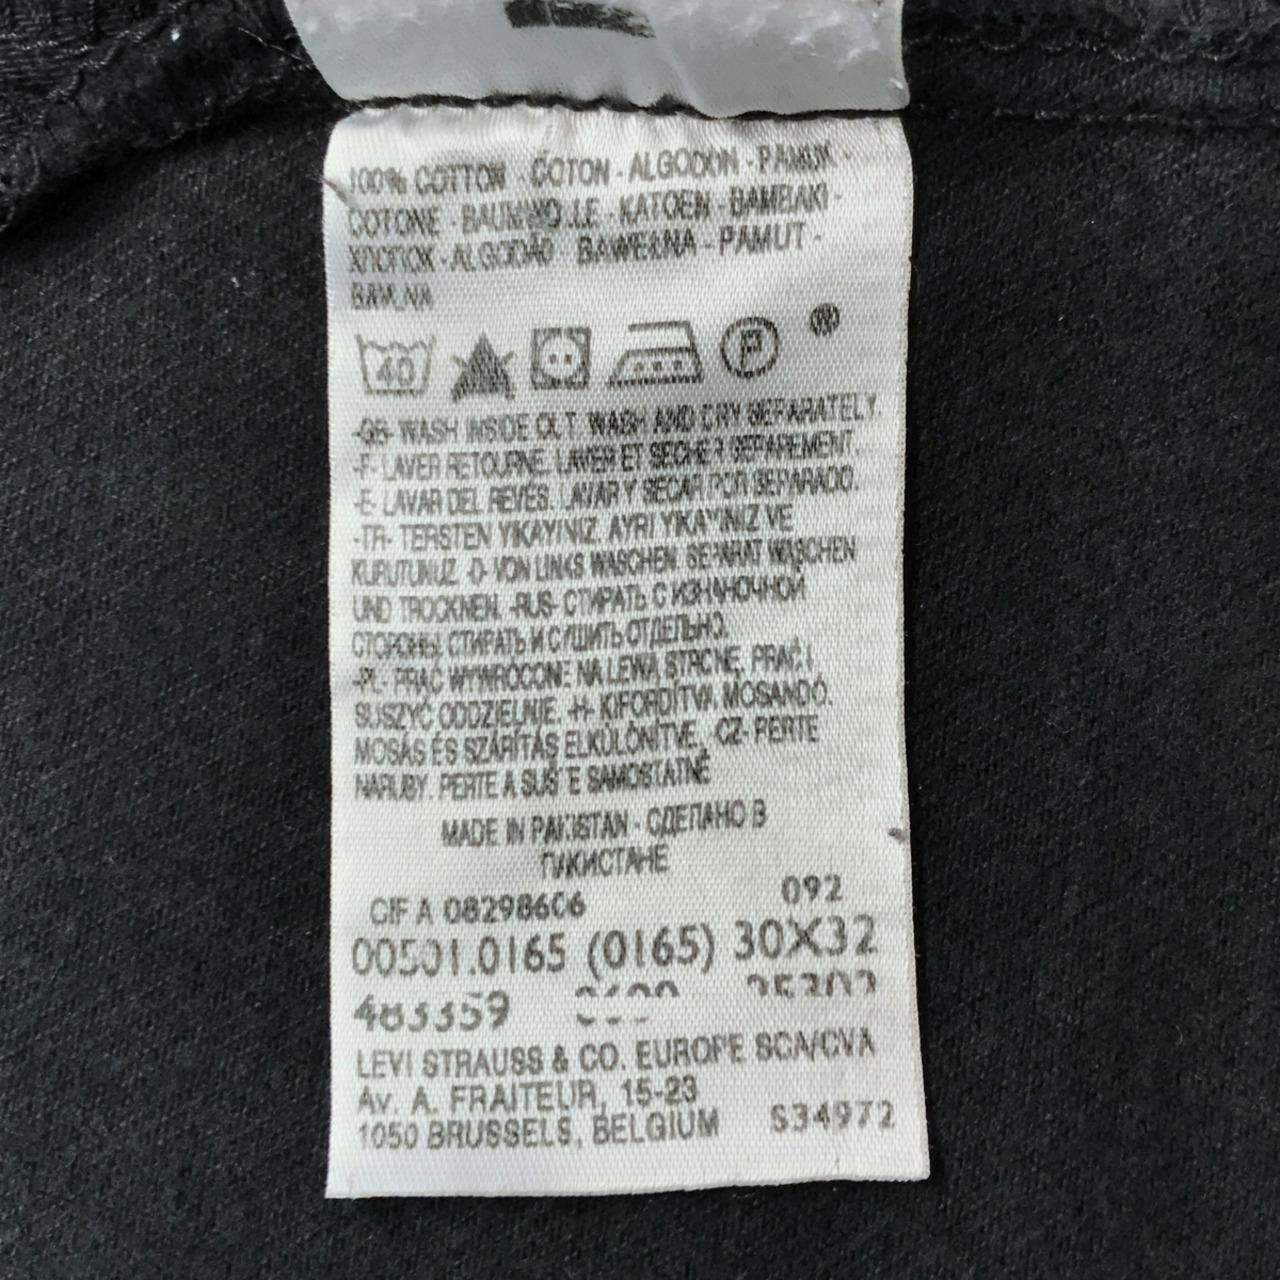 100% COTTON COTON - ALGODON - PAMUK -
COTONE - BAUMWOLLE - KATOEN - BAMBAKI -
ХЛОПОК - ALGODÃO BAWEŁNA - PAMUT -
BAVLNA
40 P ®
-GB- WASH INSIDE OUT. WASH AND DRY SEPARATELY.
-F- LAVER RETOURNE. LAVER ET SECHER SEPAREMENT.
-E- LAVAR DEL REVÉS. LAVAR Y SECAR POR SEPARADO.
-TR- TERSTEN YIKAYINIZ. AYRI YIKAYINIZ VE
KURUTUNUZ. -D- VON LINKS WASCHEN. SEPARAT WASCHEN
UND TROCKNEN. -RUS- СТИРАТЬ С ИЗНАНОЧНОЙ
СТОРОНЫ. СТИРАТЬ И СУШИТЬ ОТДЕЛЬНО.
-PL- PRAĆ WYWROCONE NA LEWĄ STRONĘ. PRAĆ I
SUSZYĆ ODDZIELNIE. -H- KIFORDÍTVA MOSANDÓ.
MOSÁS ÉS SZÁRÍTÁS ELKÜLÖNÍTVE. CZ- PERTE
NARUBY. PERTE A SUŠTE SAMOSTATNĚ
MADE IN PAKISTAN - СДЕЛАНО В
ПАКИСТАНЕ
CIF A 08298606 092
00501.0165 (0165) 30X32
483359
LEVI STRAUSS & CO. EUROPE SCA/CVA
Av. A. FRAITEUR, 15-23
1050 BRUSSELS, BELGIUM S34972